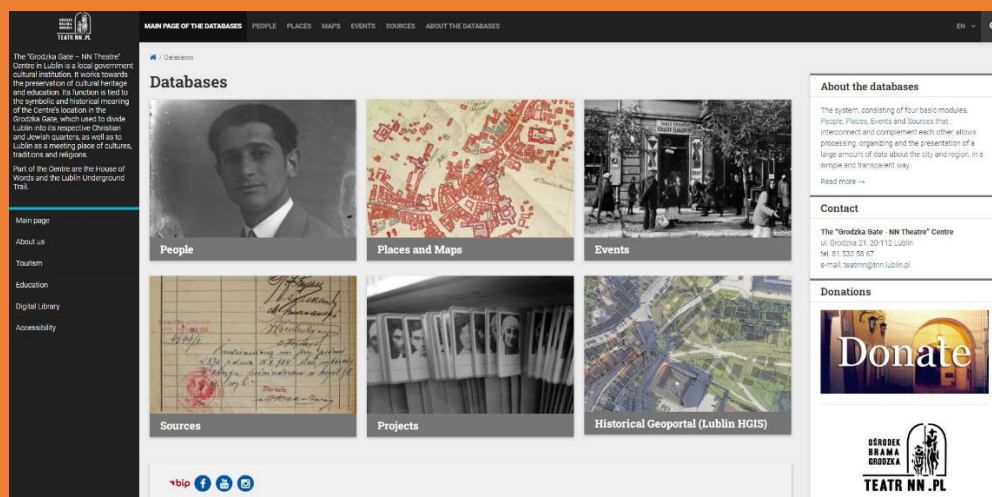 OŚRODEK
BRAMA
GRODZKA
TEATR NN .PL
The "Grodzka Gate – NN Theatre"
Centre in Lublin is a local government
cultural institution. It works towards
the preservation of cultural heritage
and education. Its function is tied to
the symbolic and historical meaning
of the Centre's location in the
Grodzka Gate, which used to divide
Lublin into its respective Christian
and Jewish quarters, as well as to
Lublin as a meeting place of cultures,
traditions and religions.
Part of the Centre are the House of
Words and the Lublin Underground
Trail.
Main page
About us
Tourism
Education
Digital Library
Accessibility
MAIN PAGE OF THE DATABASES PEOPLE PLACES MAPS EVENTS SOURCES ABOUT THE DATABASES EN
/ Databases
Databases
People
Places and Maps
Events
Sources
Projects
Historical Geoportal (Lublin HGIS)
bip
About the databases
The system, consisting of four basic modules:
People, Places, Events and Sources that
interconnect and complement each other, allows
processing, organizing and the presentation of a
large amount of data about the city and region, in a
simple and transparent way.
Read more →
Contact
The "Grodzka Gate - NN Theatre" Centre
ul. Grodzka 21, 20-112 Lublin
tel. 81 532 58 67
e-mail: teatrnn@tnn.lublin.pl
Donations
Donate
OŚRODEK
BRAMA
GRODZKA
TEATR NN .PL